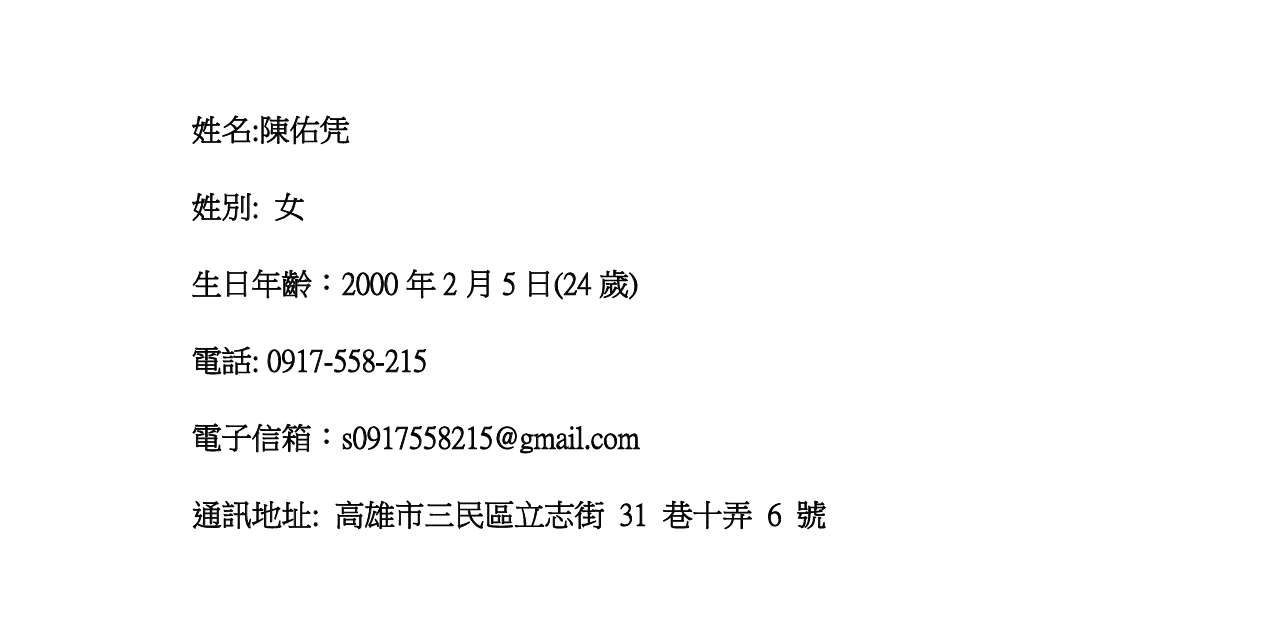 姓名:陳佑凭
姓別: 女
生日年齡：2000 年 2 月 5 日(24 歲)
電話: 0917-558-215
電子信箱：s0917558215@gmail.com
通訊地址: 高雄市三民區立志街 31 巷十弄 6 號